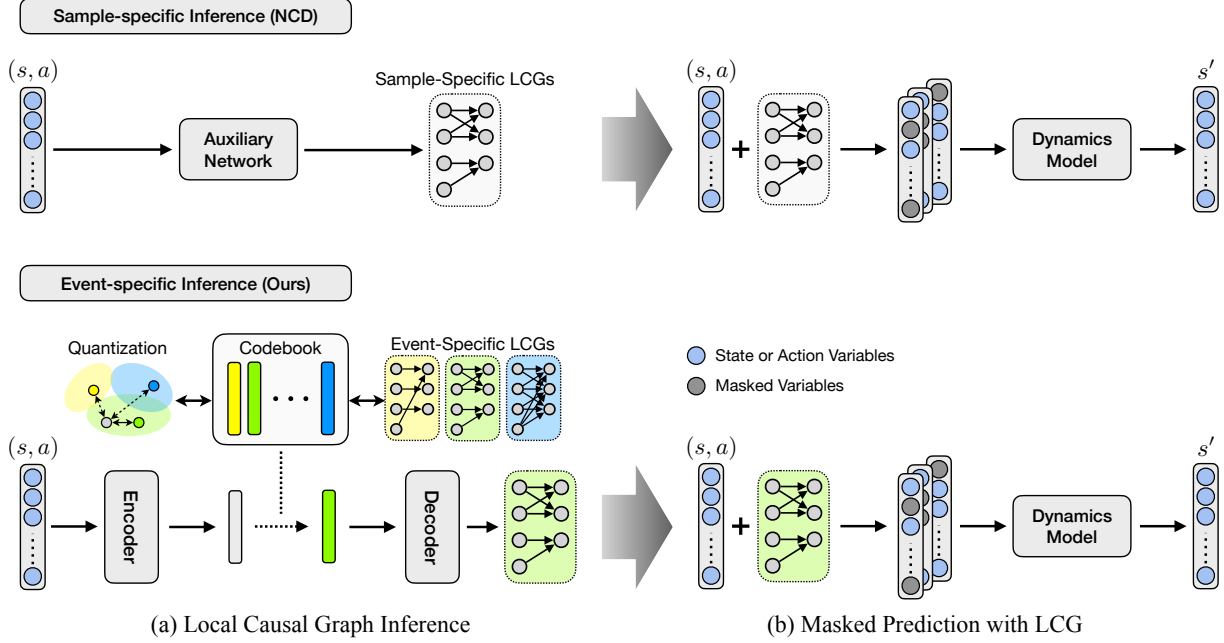 Sample-specific Inference (NCD)
(s, a)
Auxiliary
Network
Sample-Specific LCGs
(s, a)
+
Dynamics
Model
s′
Event-specific Inference (Ours)
Quantization
Codebook
Event-Specific LCGs
State or Action Variables
Masked Variables
(s, a)
Encoder
Decoder
(s, a)
+
Dynamics
Model
s′
(a) Local Causal Graph Inference
(b) Masked Prediction with LCG